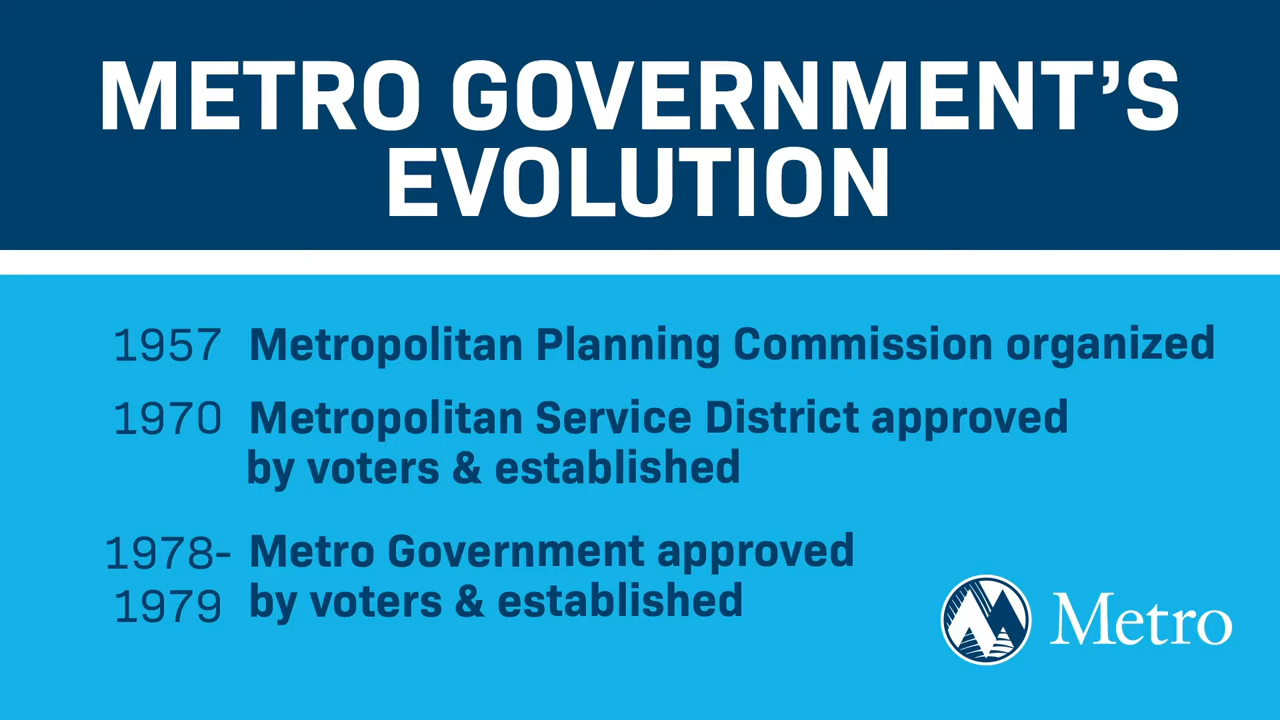 METRO GOVERNMENT'S
EVOLUTION
1957 Metropolitan Planning Commission organized
1970 Metropolitan Service District approved
by voters & established
1978- Metro Government approved
1979 by voters & established
Metro